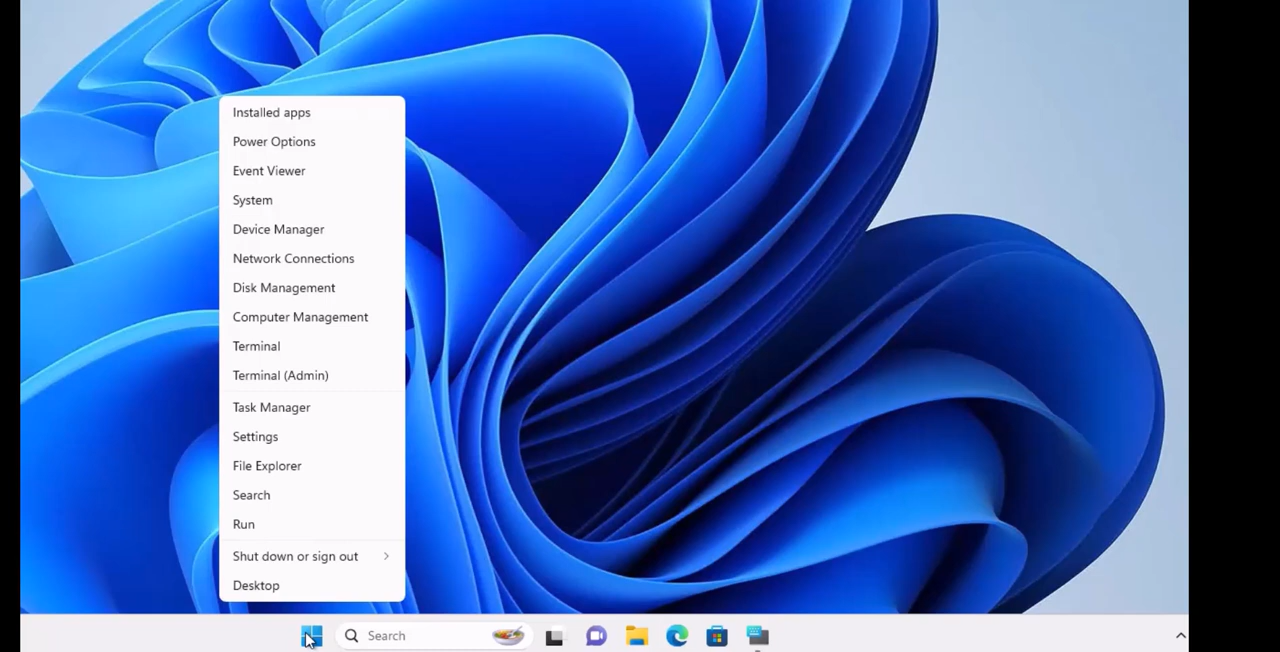 Installed apps
Power Options
Event Viewer
System
Device Manager
Network Connections
Disk Management
Computer Management
Terminal
Terminal (Admin)
Task Manager
Settings
File Explorer
Search
Run
Shut down or sign out
Desktop
Search